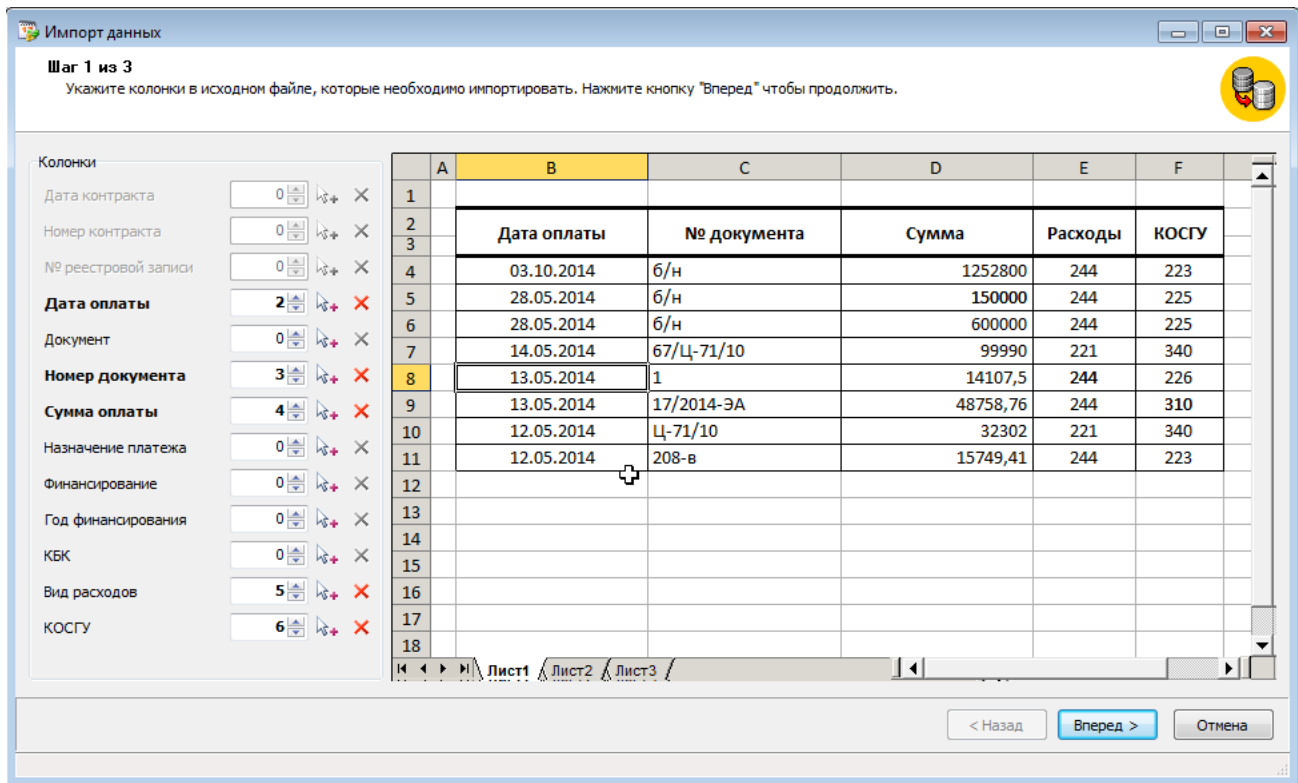 Импорт данных
Шаг 1 из 3
Укажите колонки в исходном файле, которые необходимо импортировать. Нажмите кнопку "Вперед" чтобы продолжить.
Колонки
Дата контракта 0
Номер контракта 0
№ реестровой записи 0
Дата оплаты 2
Документ 0
Номер документа 3
Сумма оплаты 4
Назначение платежа 0
Финансирование 0
Год финансирования 0
КБК 0
Вид расходов 5
КОСГУ 6
A B C D E F
1
2
3
Дата оплаты № документа Сумма Расходы КОСГУ
4 03.10.2014 б/н 1252800 244 223
5 28.05.2014 б/н 150000 244 225
6 28.05.2014 б/н 600000 244 225
7 14.05.2014 67/Ц-71/10 99990 221 340
8 13.05.2014 1 14107,5 244 226
9 13.05.2014 17/2014-ЭА 48758,76 244 310
10 12.05.2014 Ц-71/10 32302 221 340
11 12.05.2014 208-в 15749,41 244 223
12
13
14
15
16
17
18
Лист1 Лист2 Лист3
< Назад Вперед > Отмена